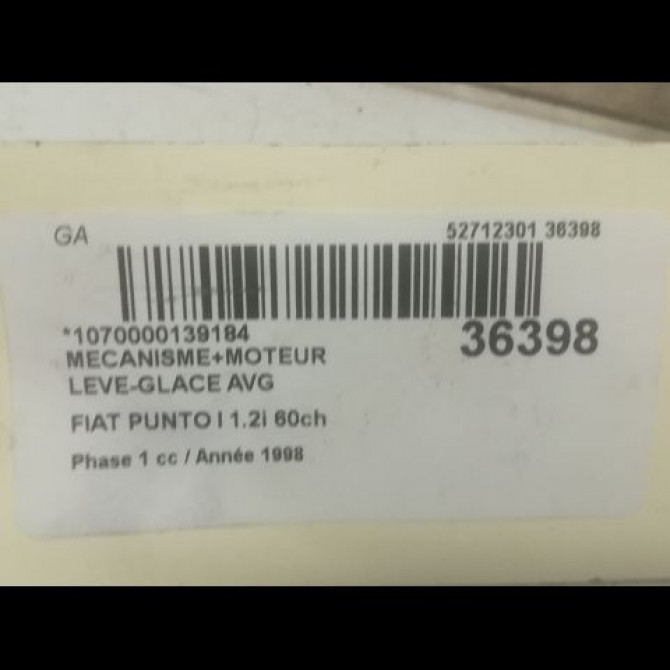 GA 52712301 36398
*1070000139184 36398
MECANISME+MOTEUR
LEVE-GLACE AVG
FIAT PUNTO I 1.2i 60ch
Phase 1 cc / Année 1998